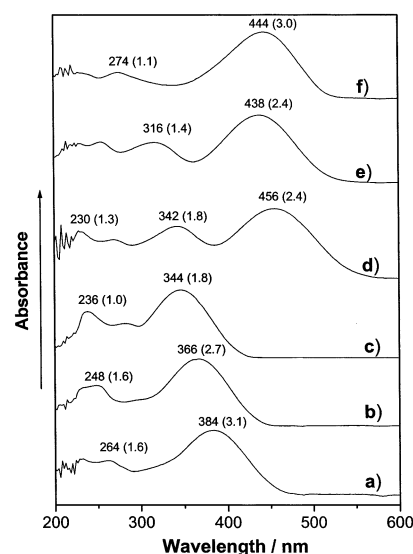 444 (3.0)
274 (1.1)
f)
438 (2.4)
316 (1.4)
e)
456 (2.4)
230 (1.3)
342 (1.8)
d)
344 (1.8)
236 (1.0)
c)
366 (2.7)
248 (1.6)
b)
384 (3.1)
264 (1.6)
a)
Absorbance
200 300 400 500 600
Wavelength / nm